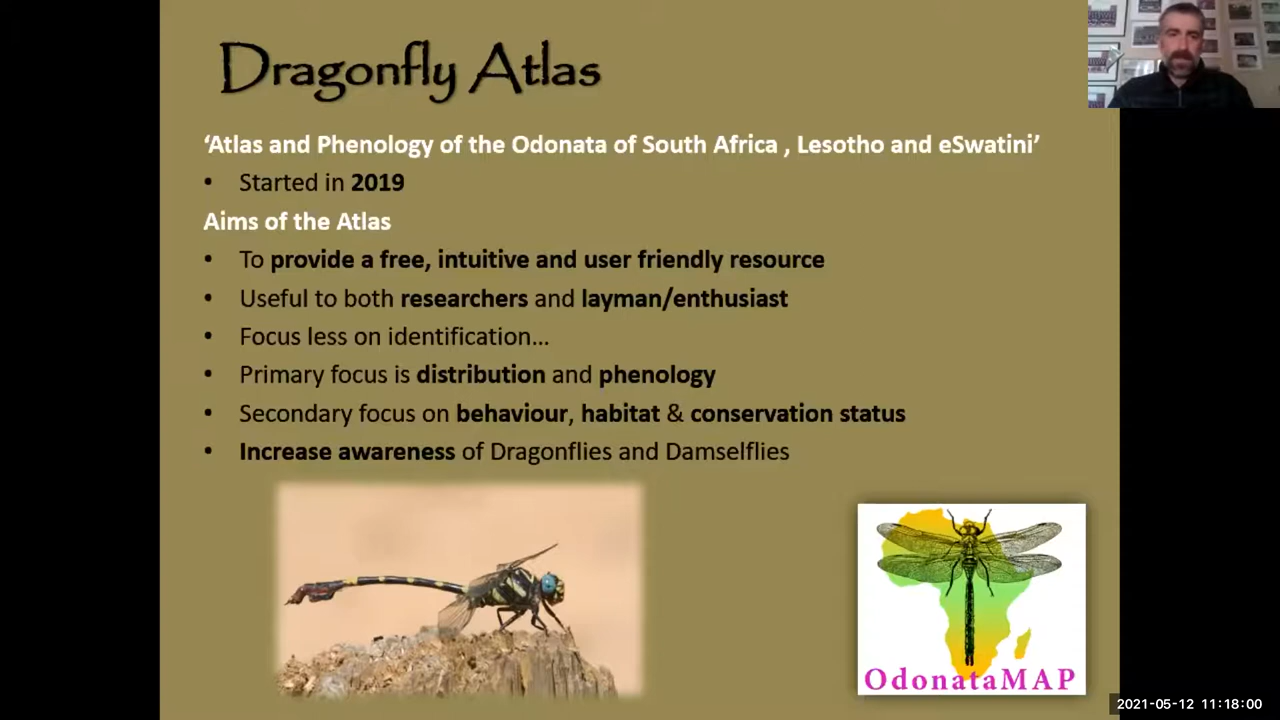 Dragonfly Atlas
‘Atlas and Phenology of the Odonata of South Africa , Lesotho and eSwatini’
• Started in 2019
Aims of the Atlas
• To provide a free, intuitive and user friendly resource
• Useful to both researchers and layman/enthusiast
• Focus less on identification…
• Primary focus is distribution and phenology
• Secondary focus on behaviour, habitat & conservation status
• Increase awareness of Dragonflies and Damselflies
OdonataMAP
2021-05-12 11:18:00